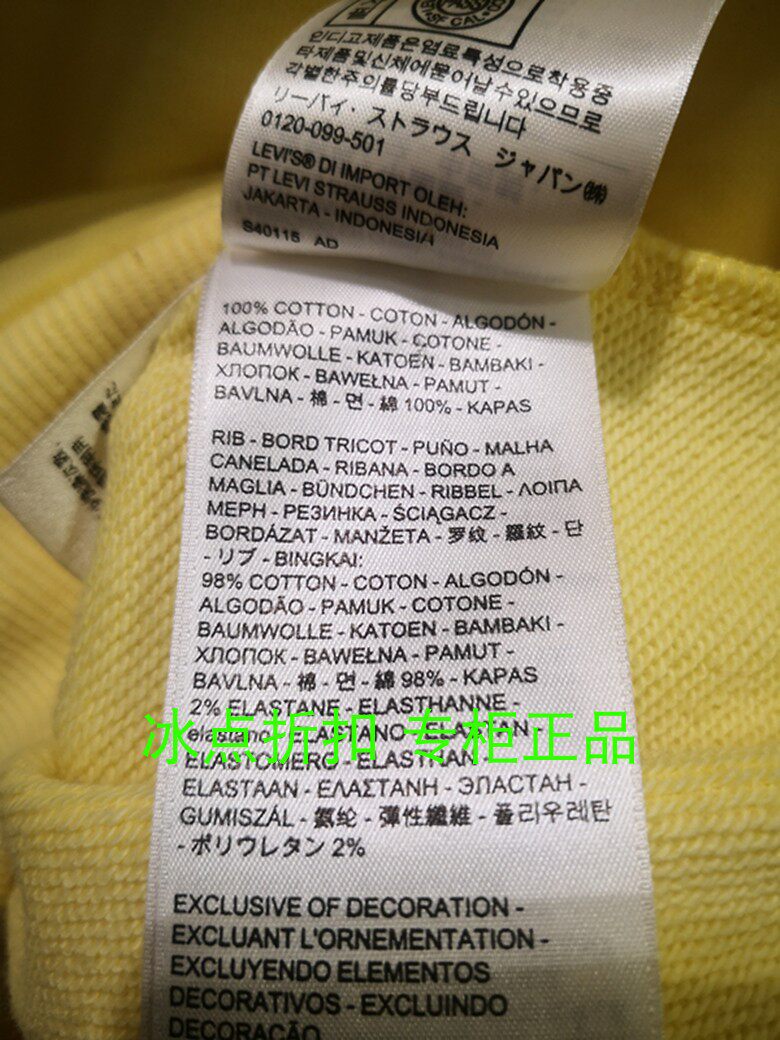 SF CAL
인디고제품은염료특성으로착용중
타제품및신체에묻어날수있으므로
각별한주의를당부드립니다
リーバイ・ストラウス ジャパン㈱
0120-099-501
LEVI'S® DI IMPORT OLEH:
PT LEVI STRAUSS INDONESIA
JAKARTA - INDONESIA
S40115 AD
100% COTTON - COTON - ALGODÓN -
ALGODÃO - PAMUK - COTONE -
BAUMWOLLE - KATOEN - BAMBAKI -
ХЛОПОК - BAWEŁNA - PAMUT -
BAVLNA - 棉 - 면 - 綿 100% - KAPAS
RIB - BORD TRICOT - PUÑO - MALHA
CANELADA - RIBANA - BORDO A
MAGLIA - BÜNDCHEN - RIBBEL - ΛΟΙΠΑ
ΜΕΡΗ - РЕЗИНКА - ŚCIĄGACZ -
BORDÁZAT - MANŽETA - 罗纹 - 羅紋 - 단
- リブ - BINGKAI:
98% COTTON - COTON - ALGODÓN -
ALGODÃO - PAMUK - COTONE -
BAUMWOLLE - KATOEN - BAMBAKI -
ХЛОПОК - BAWEŁNA - PAMUT -
BAVLNA - 棉 - 면 - 綿 98% - KAPAS
2% ELASTANE - ELASTHANNE -
elastano - ELASTANO - ELASTAN -
冰点折扣 专柜正品
ELASTÓMERO - ELASTHAN -
ELASTAAN - ΕΛΑΣΤΑΝΗ - ЭЛАСТАН -
GUMISZÁL - 氨纶 - 彈性纖維 - 폴리우레탄
- ポリウレタン 2%
EXCLUSIVE OF DECORATION -
EXCLUANT L'ORNEMENTATION -
EXCLUYENDO ELEMENTOS
DECORATIVOS - EXCLUINDO
DECORAÇÃO